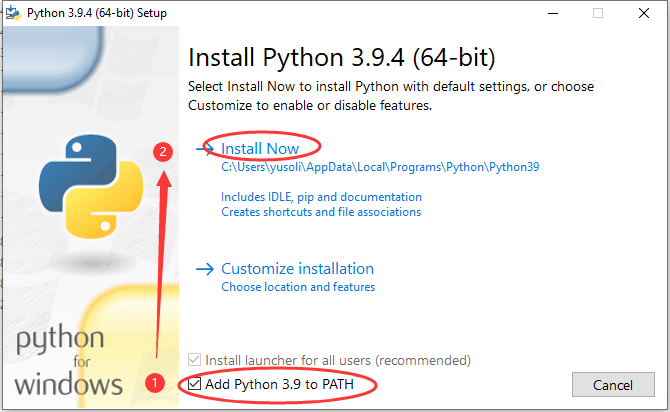 Python 3.9.4 (64-bit) Setup
Install Python 3.9.4 (64-bit)
Select Install Now to install Python with default settings, or choose
Customize to enable or disable features.
Install Now
C:\Users\yusoli\AppData\Local\Programs\Python\Python39
Includes IDLE, pip and documentation
Creates shortcuts and file associations
2
Customize installation
Choose location and features
python
for
windows
Install launcher for all users (recommended)
1
Add Python 3.9 to PATH
Cancel